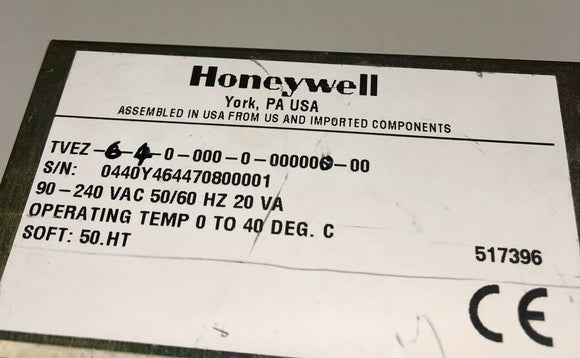 Honeywell
York, PA USA
ASSEMBLED IN USA FROM US AND IMPORTED COMPONENTS
TVEZ-6 4 0-000-0-000000-00
S/N: 0440Y464470800001
90-240 VAC 50/60 HZ 20 VA
OPERATING TEMP 0 TO 40 DEG. C
SOFT: 50.HT
517396
CE